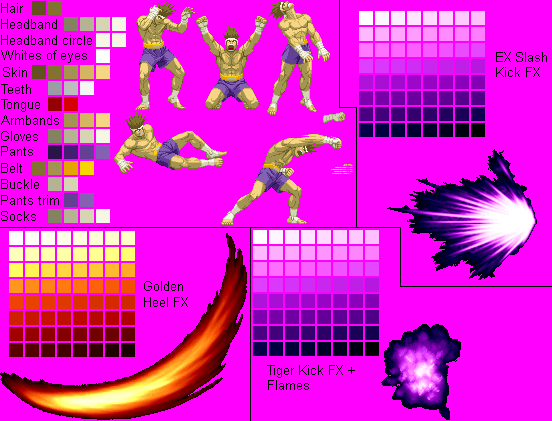 Hair
Headband
Headband circle
Whites of eyes
Skin
Teeth
Tongue
Armbands
Gloves
Pants
Belt
Buckle
Pants trim
Socks
EX Slash
Kick FX
Golden
Heel FX
Tiger Kick FX +
Flames